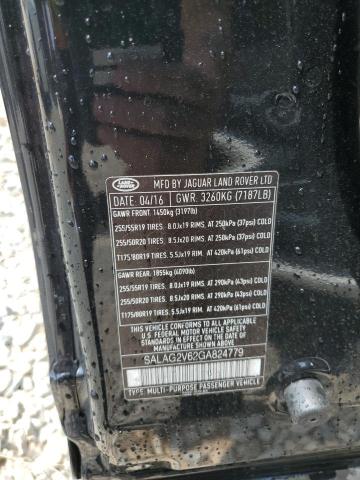 LAND ROVER
MFD BY JAGUAR LAND ROVER LTD
DATE: 04/16 GWR. 3260KG (7187LB)
GAWR FRONT: 1450kg (3197lb)
255/55R19 TIRES. 8.0Jx19 RIMS, AT 250kPa (37psi) COLD
255/50R20 TIRES. 8.5Jx20 RIMS, AT 250kPa (37psi) COLD
T175/80R19 TIRES. 5.5Jx19 RIM, AT 420kPa (61psi) COLD
GAWR REAR: 1855kg (4090lb)
255/55R19 TIRES. 8.0Jx19 RIMS, AT 290kPa (43psi) COLD
255/50R20 TIRES. 8.5Jx20 RIMS, AT 290kPa (43psi) COLD
T175/80R19 TIRES. 5.5Jx19 RIM, AT 420kPa (61psi) COLD
THIS VEHICLE CONFORMS TO ALL APPLICABLE
U.S. FEDERAL MOTOR VEHICLE SAFETY
STANDARDS IN EFFECT ON THE DATE OF
MANUFACTURE SHOWN ABOVE
SALAG2V62GA824779
TYPE: MULTI-PURPOSE PASSENGER VEHICLE